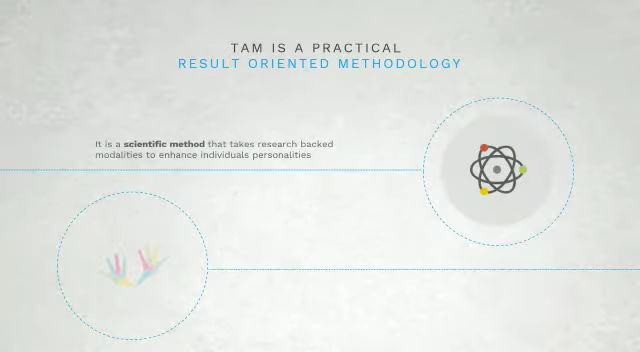 TAM IS A PRACTICAL
RESULT ORIENTED METHODOLOGY
It is a scientific method that takes research backed
modalities to enhance individuals personalities